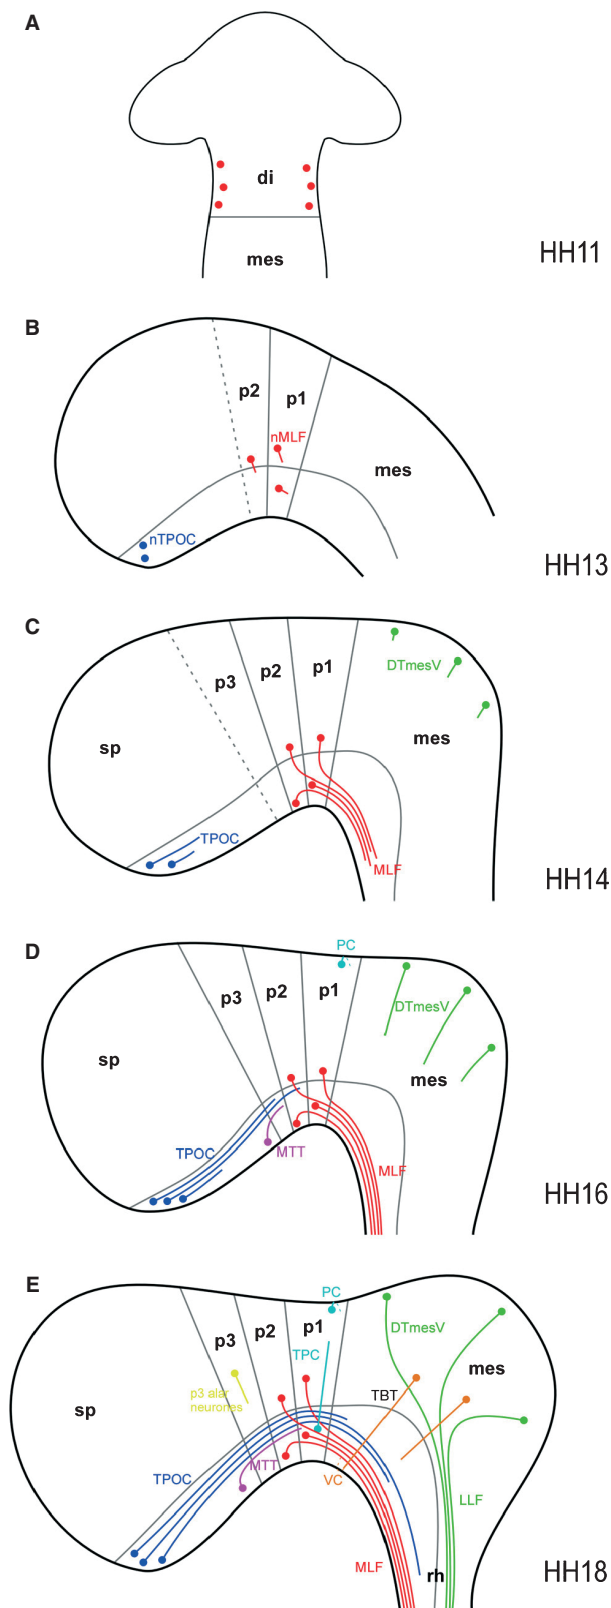 A
di
mes
HH11
B
p2
p1
nMLF
mes
nTPOC
HH13
C
DTmesV
p3
p2
p1
sp
mes
TPOC
MLF
HH14
D
PC
p3
p2
p1
DTmesV
sp
mes
TPOC
MTT
MLF
HH16
E
PC
DTmesV
p3
p2
p1
TPC
mes
p3 alar
neurones
TBT
sp
TPOC
MTT
VC
LLF
MLF
rh
HH18